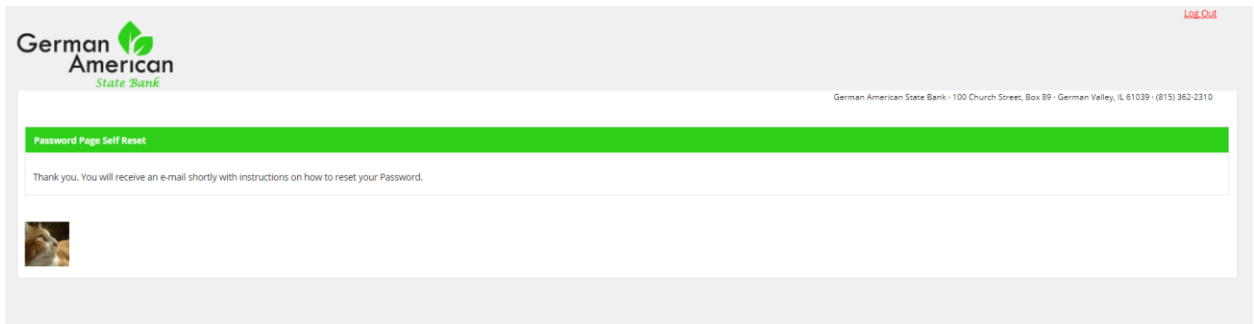 Log Out
German
American
State Bank
German American State Bank · 100 Church Street, Box 89 · German Valley, IL 61039 · (815) 362-2310
Password Page Self Reset
Thank you. You will receive an e-mail shortly with instructions on how to reset your Password.